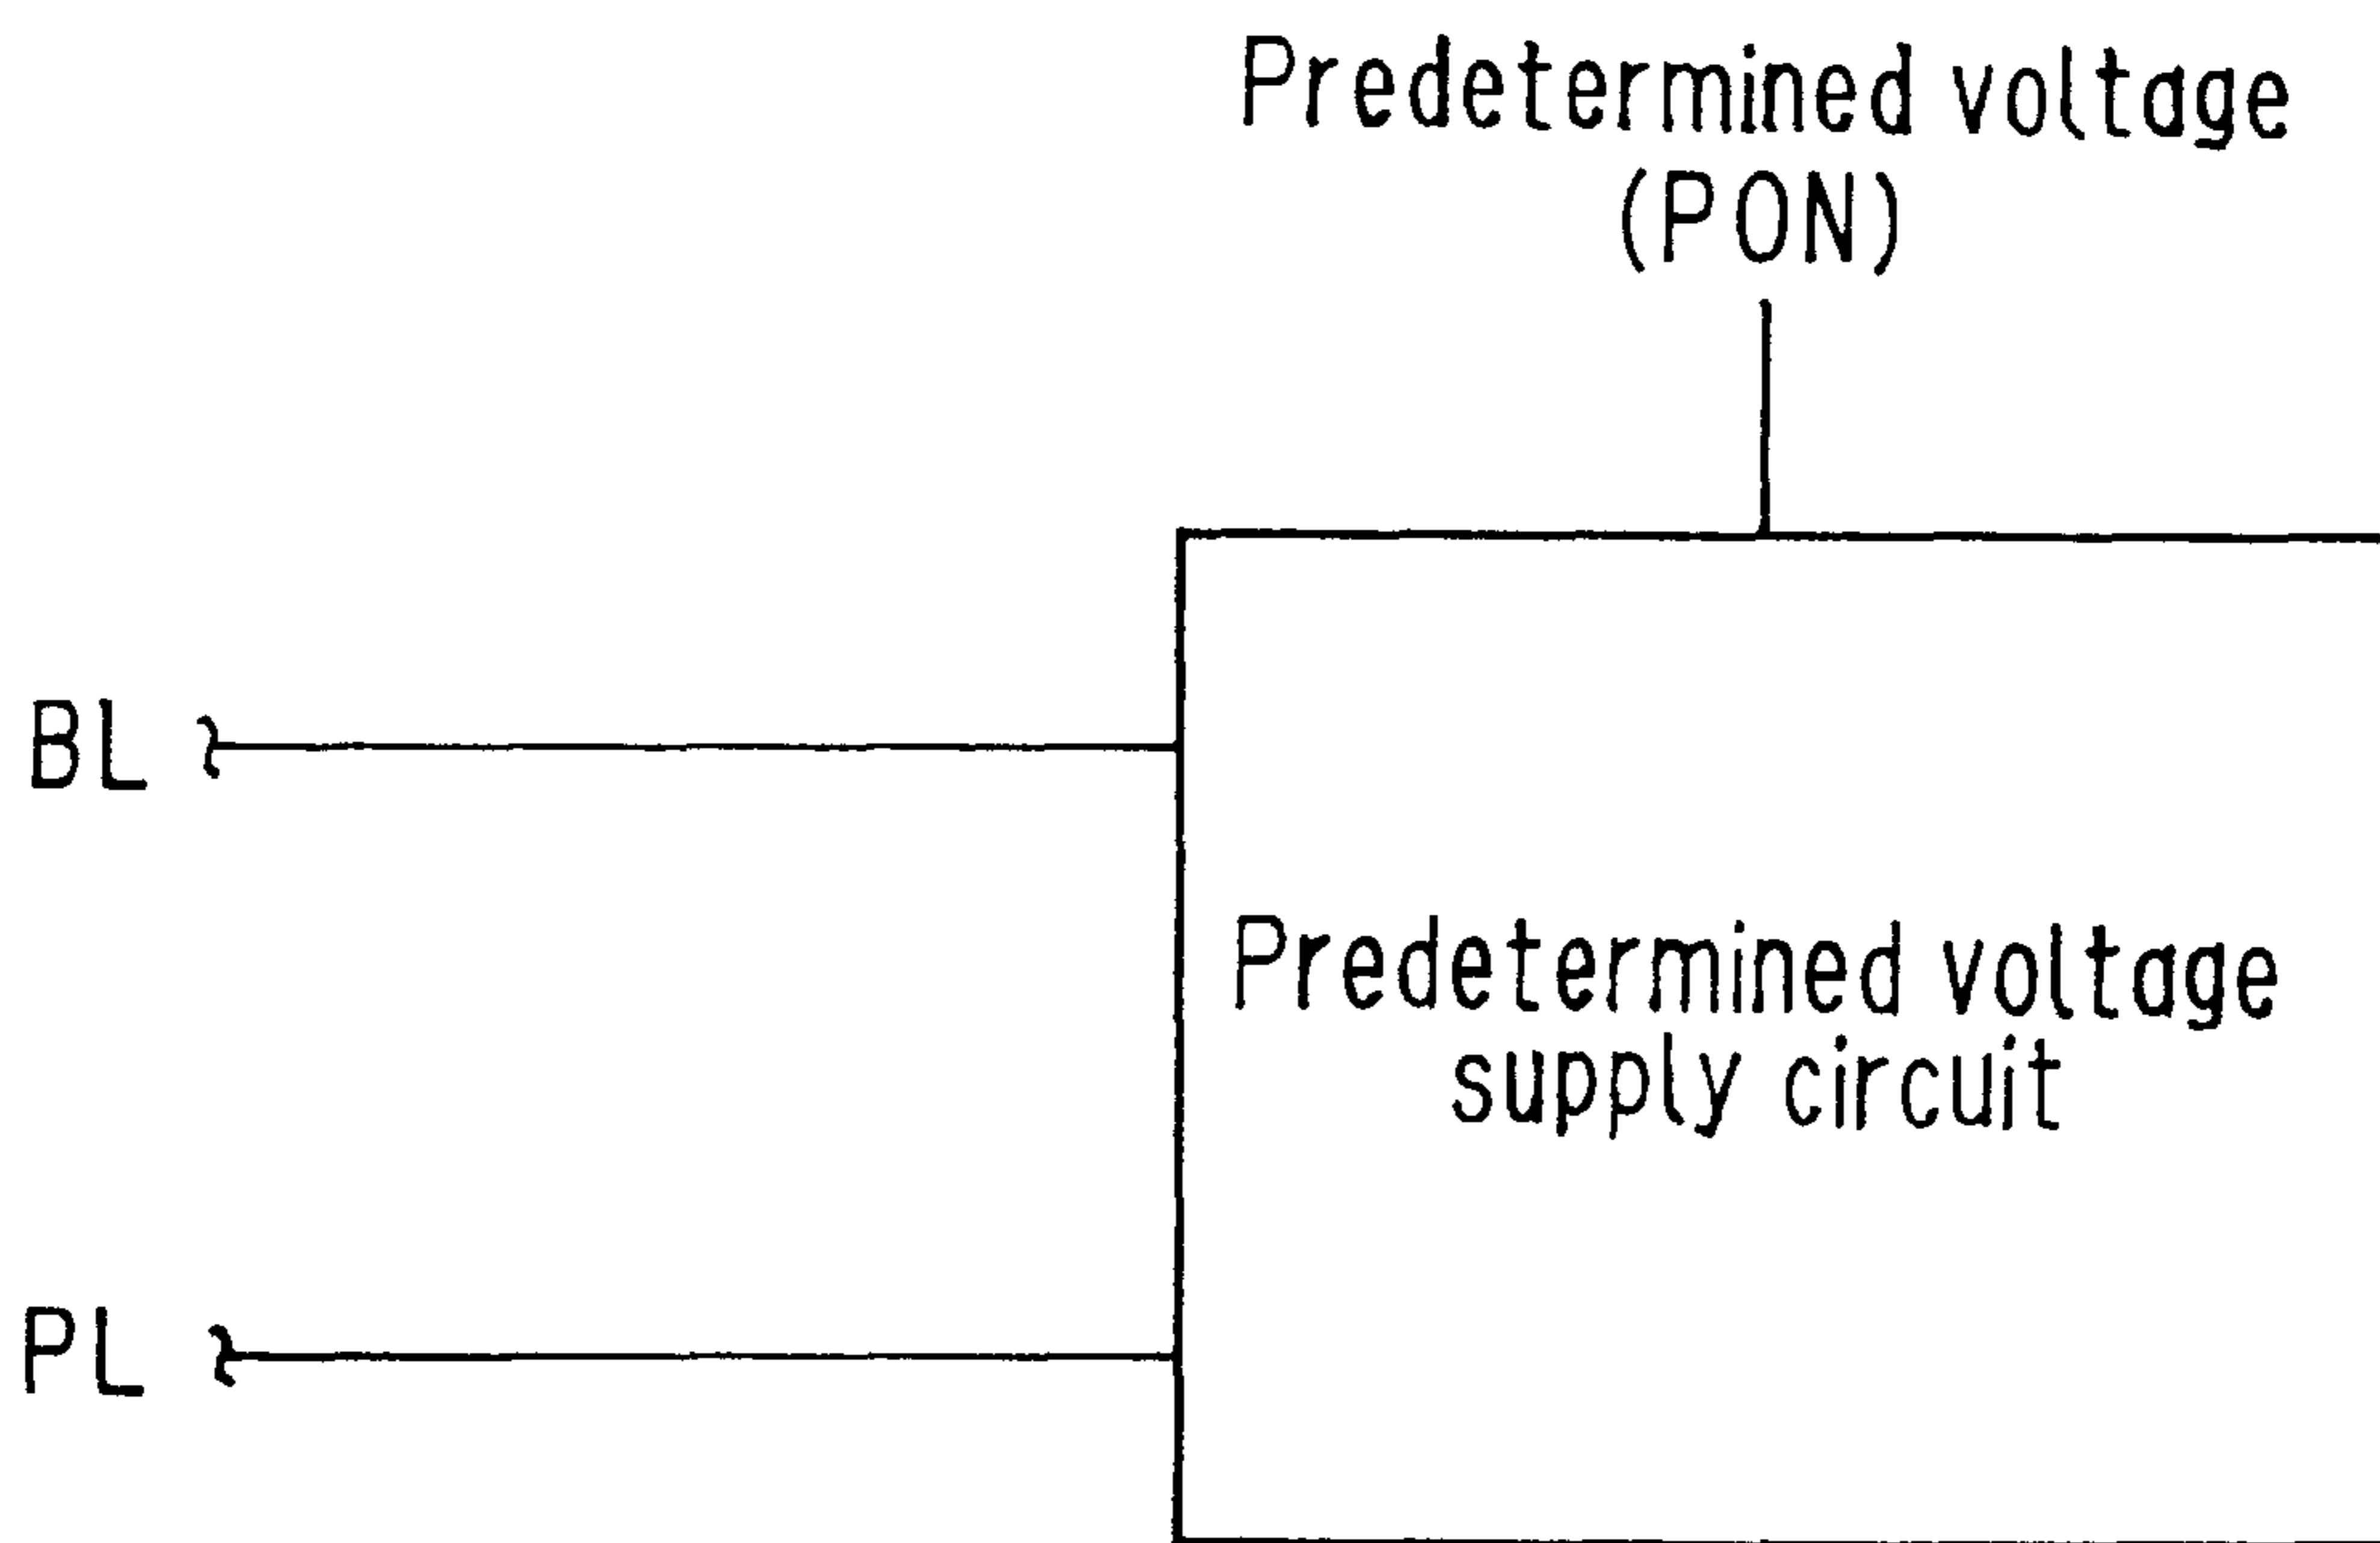 Predetermined voltage
(PON)
BL
Predetermined voltage
supply circuit
PL